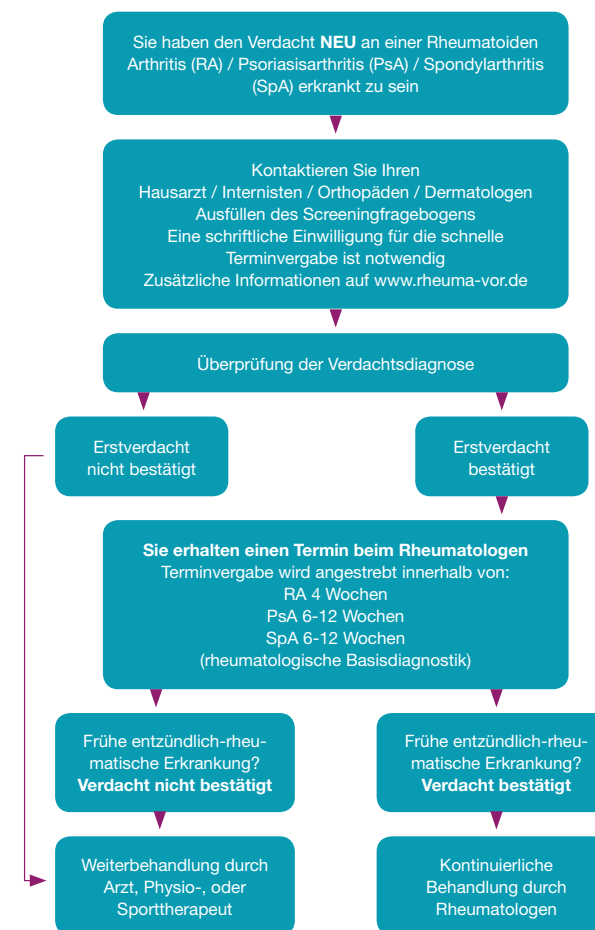 Sie haben den Verdacht NEU an einer Rheumatoiden
Arthritis (RA) / Psoriasisarthritis (PsA) / Spondylarthritis
(SpA) erkrankt zu sein
Kontaktieren Sie Ihren
Hausarzt / Internisten / Orthopäden / Dermatologen
Ausfüllen des Screeningfragebogens
Eine schriftliche Einwilligung für die schnelle
Terminvergabe ist notwendig
Zusätzliche Informationen auf www.rheuma-vor.de
Überprüfung der Verdachtsdiagnose
Erstverdacht
nicht bestätigt
Erstverdacht
bestätigt
Sie erhalten einen Termin beim Rheumatologen
Terminvergabe wird angestrebt innerhalb von:
RA 4 Wochen
PsA 6-12 Wochen
SpA 6-12 Wochen
(rheumatologische Basisdiagnostik)
Frühe entzündlich-rheu-
matische Erkrankung?
Verdacht nicht bestätigt
Frühe entzündlich-rheu-
matische Erkrankung?
Verdacht bestätigt
Weiterbehandlung durch
Arzt, Physio-, oder
Sporttherapeut
Kontinuierliche
Behandlung durch
Rheumatologen